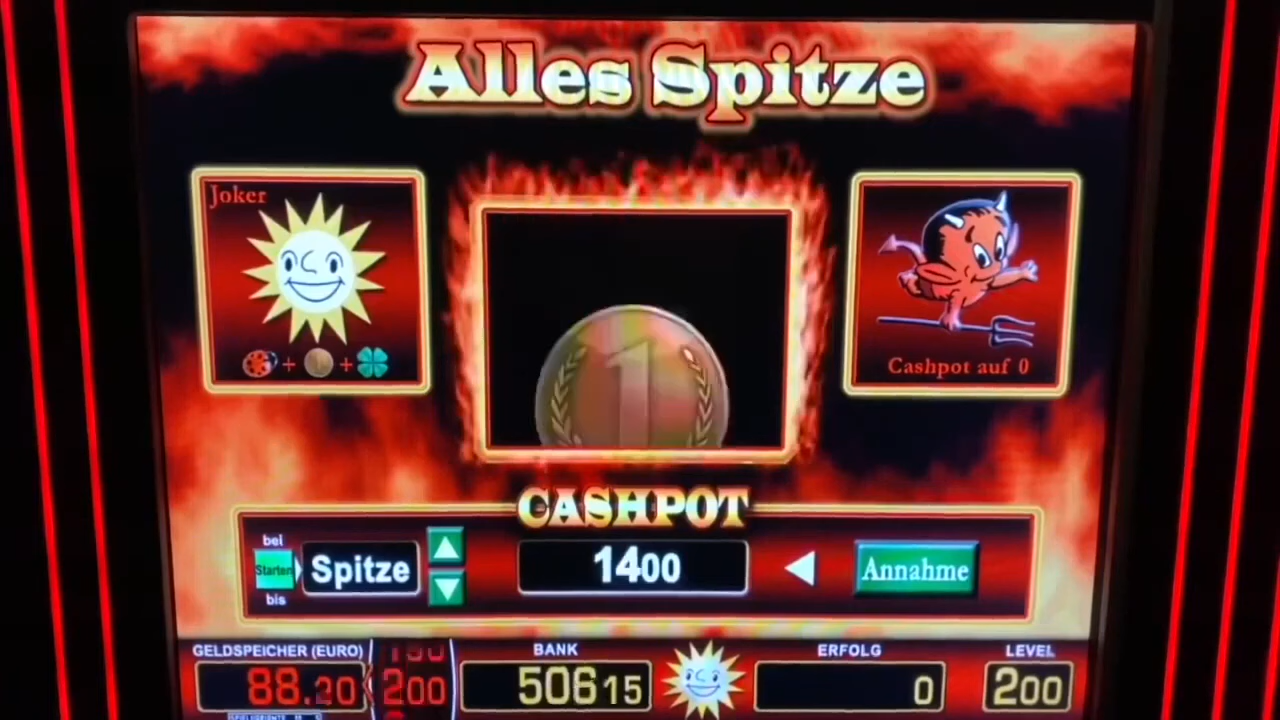 Alles Spitze
Joker
+ +
Cashpot auf 0
1
CASHPOT
bei
Starten
bis
Spitze
1400
Annahme
GELDSPEICHER (EURO)
BANK
ERFOLG
LEVEL
88.20
200
50615
0
200